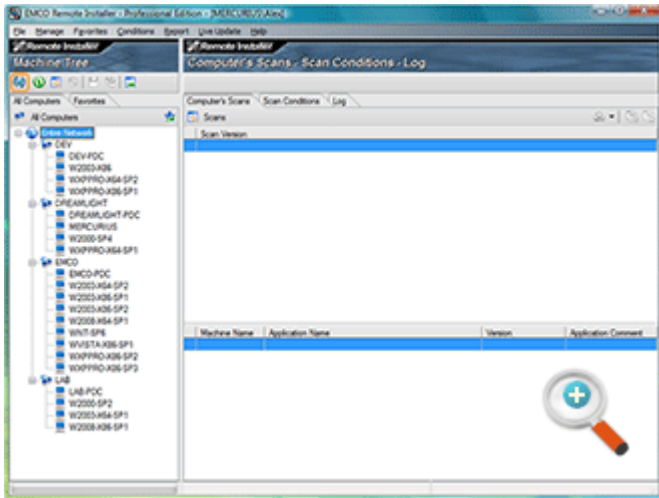 EMCO Remote Installer - Professional Edition - [MERCURIUS\Alex]
File Manage Favorites Conditions Report Live Update Help
Remote Installer
Machine Tree
Remote Installer
Computer's Scans - Scan Conditions - Log
All Computers Favorites
All Computers
Entire Network
DEV
DEV-PDC
W2003-X86
WXPPRO-X64-SP2
WXPPRO-X86-SP1
DREAMLIGHT
DREAMLIGHT-PDC
MERCURIUS
W2000-SP4
WXPPRO-X64-SP1
EMCO
EMCO-PDC
W2003-X64-SP2
W2003-X86-SP1
W2003-X86-SP2
W2008-X64-SP1
WNT-SP6
WVISTA-X86-SP1
WXPPRO-X86-SP2
WXPPRO-X86-SP3
LAB
LAB-PDC
W2000-SP2
W2003-X64-SP1
W2008-X86-SP1
Computer's Scans Scan Conditions Log
Scans
Scan Version
Machine Name Application Name Version Application Comment